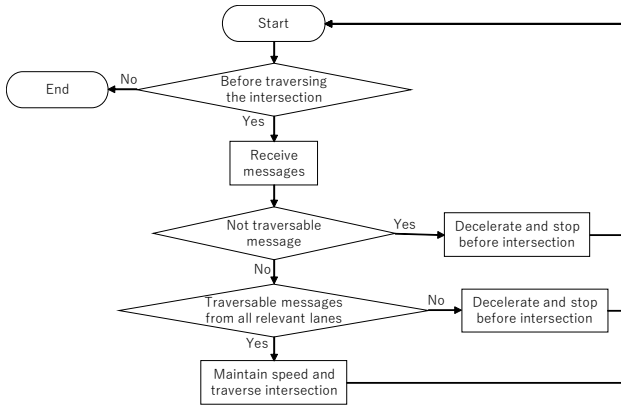 Start
End
No
Before traversing
the intersection
Yes
Receive
messages
Not traversable
message
Yes
Decelerate and stop
before intersection
No
Traversable messages
from all relevant lanes
No
Decelerate and stop
before intersection
Yes
Maintain speed and
traverse intersection